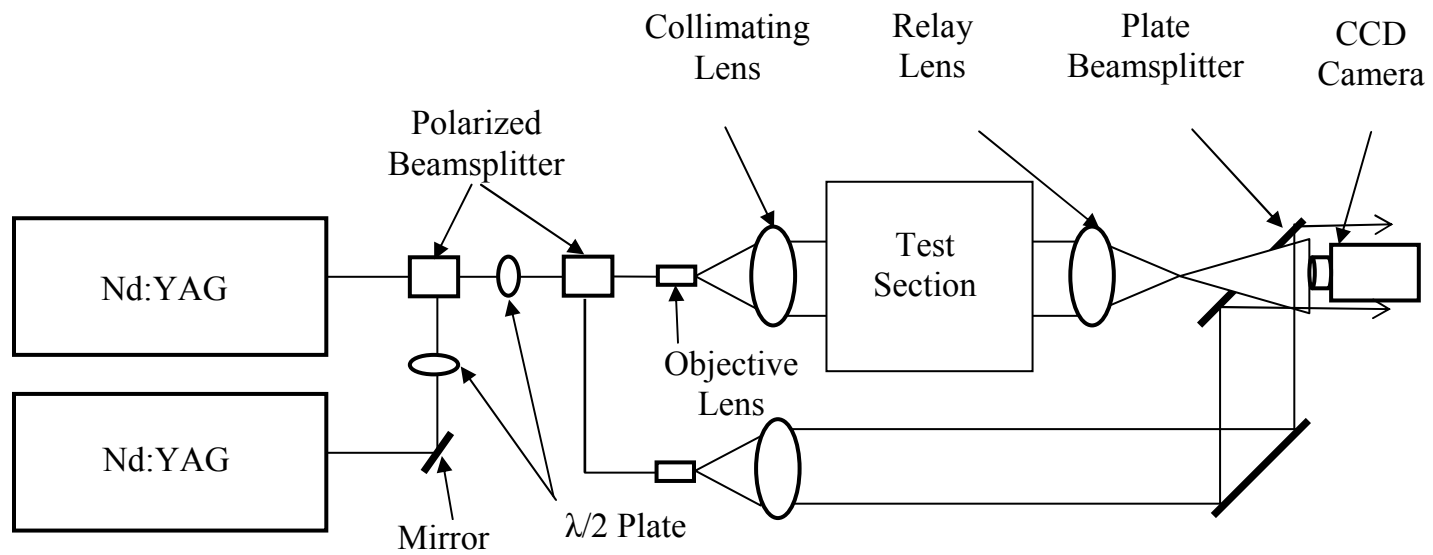 Collimating
Lens
Relay
Lens
Plate
Beamsplitter
CCD
Camera
Polarized
Beamsplitter
Nd:YAG
Test
Section
Objective
Lens
Nd:YAG
Mirror
λ/2 Plate